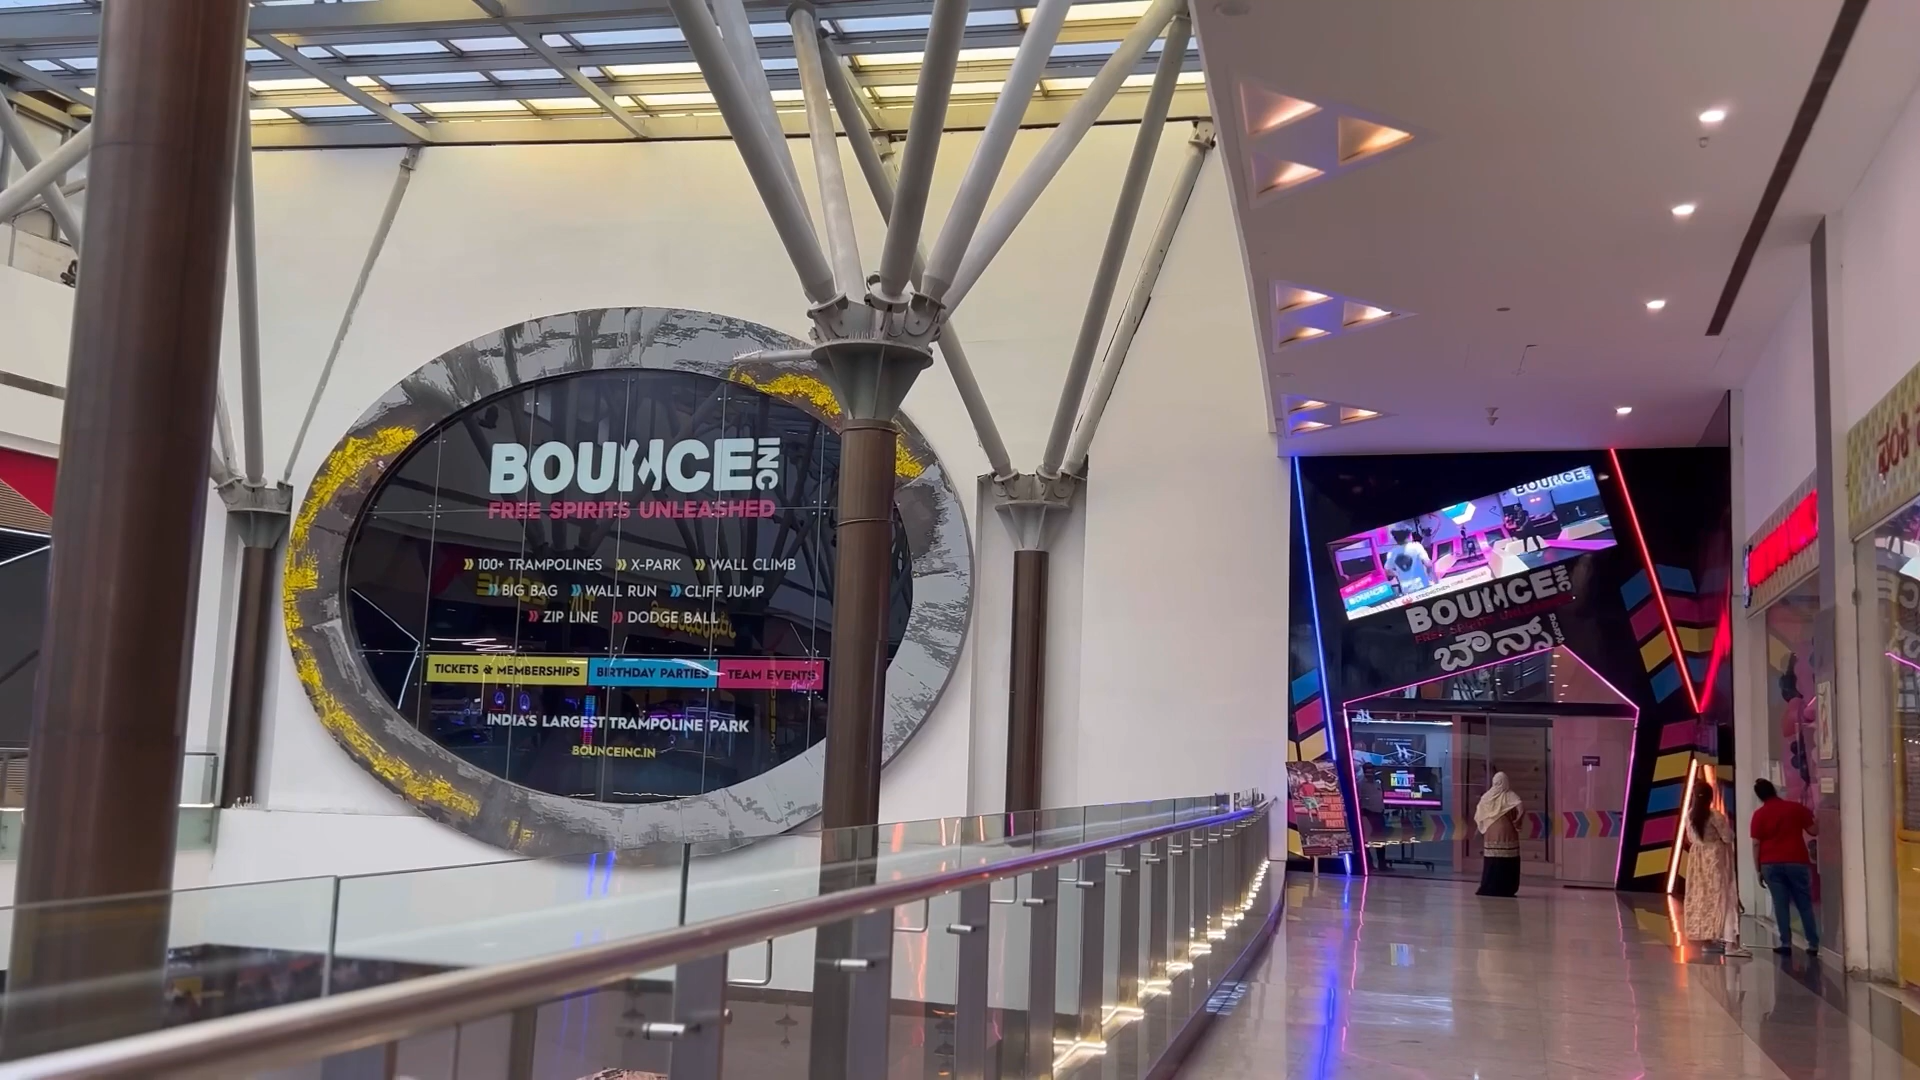 BOUNCE INC
FREE SPIRITS UNLEASHED
100+ TRAMPOLINES X-PARK WALL CLIMB
BIG BAG WALL RUN CLIFF JUMP
ZIP LINE DODGE BALL
TICKETS & MEMBERSHIPS BIRTHDAY PARTIES TEAM EVENTS
INDIA'S LARGEST TRAMPOLINE PARK
BOUNCEINC.IN
BOUNCE
BOUNCE
BOUNCE INC
FREE SPIRITS UNLEASHED
ಬೌನ್ಸ್